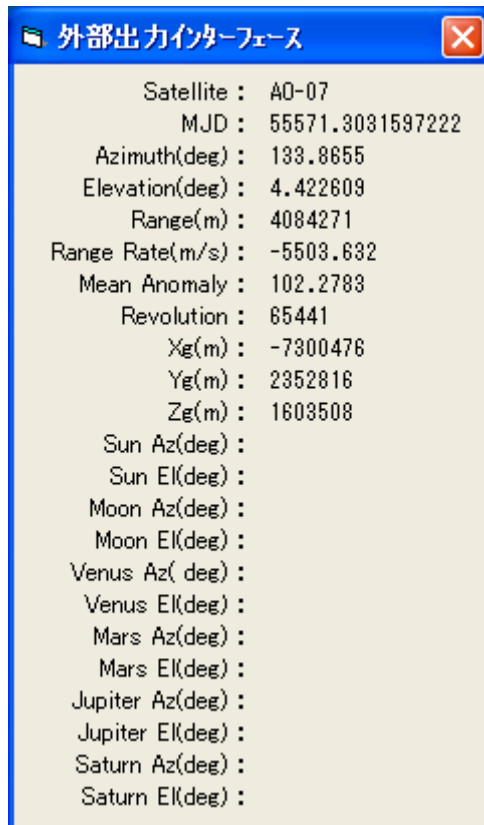 外部出力インターフェース
Satellite : AO-07
MJD : 55571.3031597222
Azimuth(deg) : 133.8655
Elevation(deg) : 4.422609
Range(m) : 4084271
Range Rate(m/s) : -5503.632
Mean Anomaly : 102.2783
Revolution : 65441
Xg(m) : -7300476
Yg(m) : 2352816
Zg(m) : 1603508
Sun Az(deg) :
Sun El(deg) :
Moon Az(deg) :
Moon El(deg) :
Venus Az( deg) :
Venus El(deg) :
Mars Az(deg) :
Mars El(deg) :
Jupiter Az(deg) :
Jupiter El(deg) :
Saturn Az(deg) :
Saturn El(deg) :